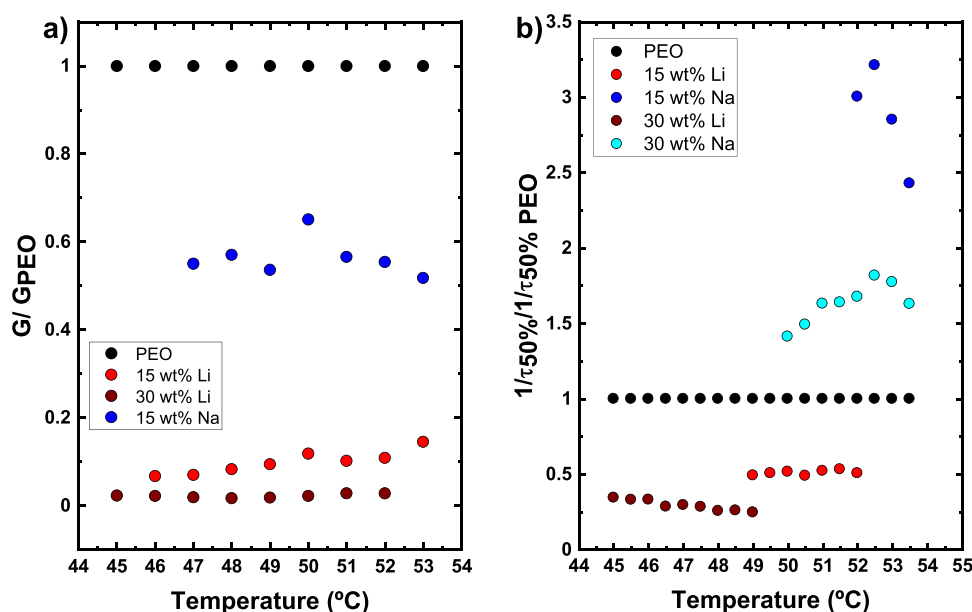 a)
1
0.8
0.6
0.4
0.2
0
G/ GPEO
PEO
15 wt% Li
30 wt% Li
15 wt% Na
44 45 46 47 48 49 50 51 52 53 54
Temperature (ºC)
b)
3.5
3
2.5
2
1.5
1
0.5
0
1/τ50%/1/τ50% PEO
PEO
15 wt% Li
15 wt% Na
30 wt% Li
30 wt% Na
44 45 46 47 48 49 50 51 52 53 54 55
Temperature (ºC)